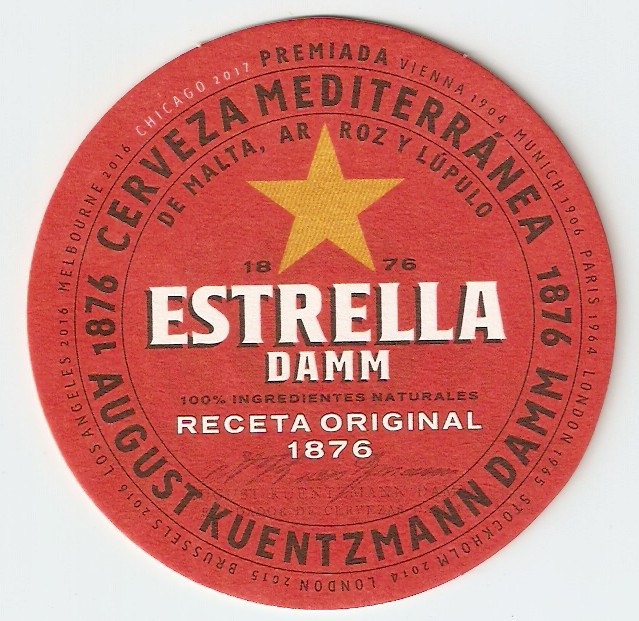 PREMIADA VIENNA 1904 MUNICH 1906 PARIS 1964 LONDON 1965 STOCKHOLM 2014 LONDON 2015 BRUSSELS 2016 LOS ANGELES 2016 MELBOURNE 2016 CHICAGO 2017
CERVEZA MEDITERRÁNEA
1876 AUGUST KUENTZMANN DAMM 1876
DE MALTA, ARROZ Y LÚPULO
18 76
ESTRELLA
DAMM
100% INGREDIENTES NATURALES
RECETA ORIGINAL
1876